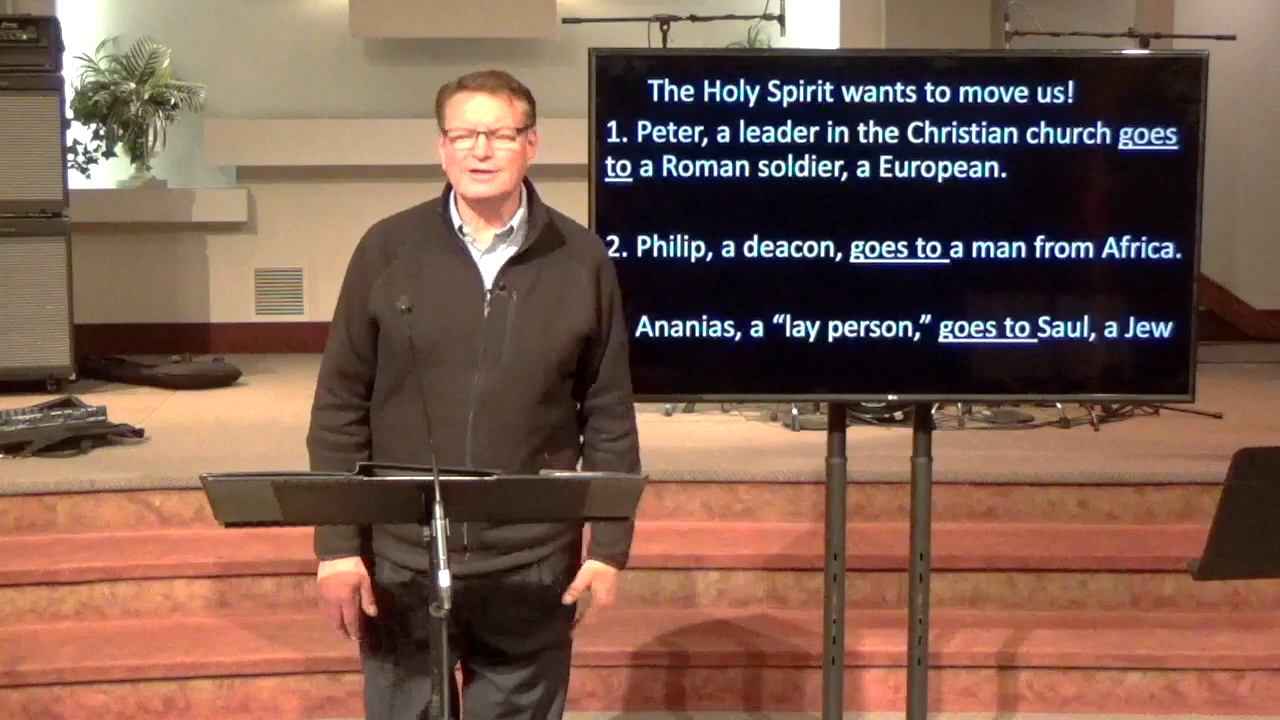 The Holy Spirit wants to move us!
1. Peter, a leader in the Christian church goes
to a Roman soldier, a European.
2. Philip, a deacon, goes to a man from Africa.
Ananias, a “lay person,” goes to Saul, a Jew